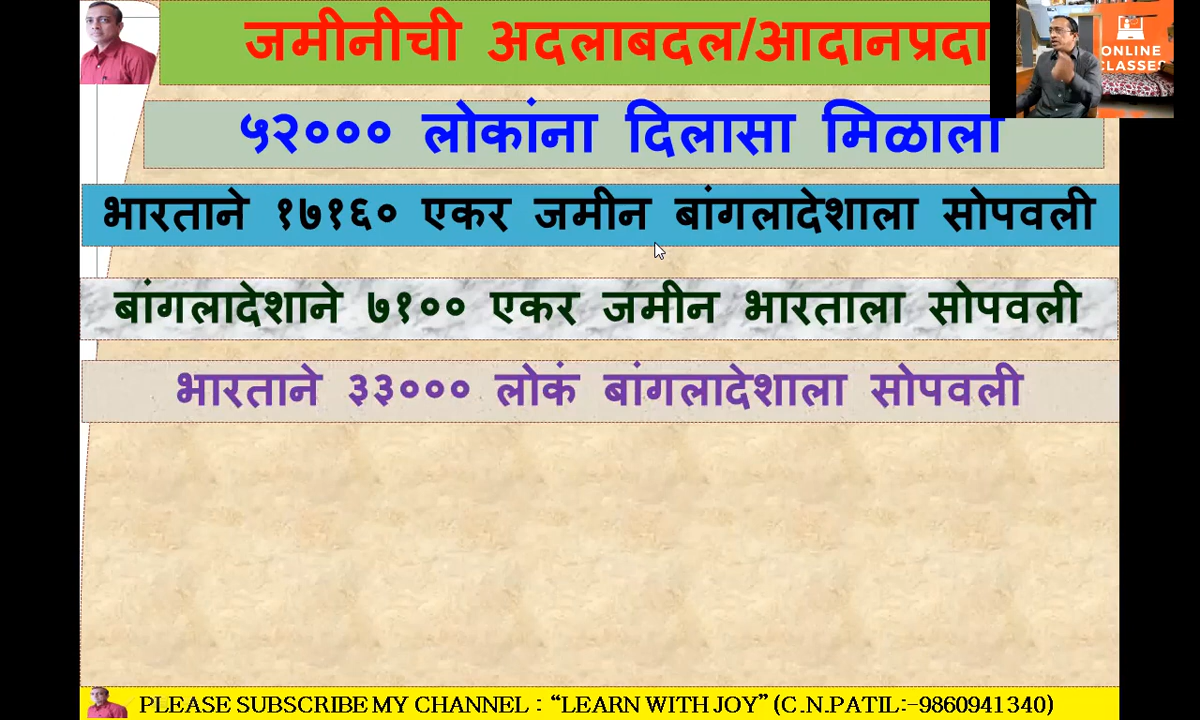 जमीनीची अदलाबदल/आदानप्रदा
ONLINE
CLASSES
५२००० लोकांना दिलासा मिळाला
भारताने १७१६० एकर जमीन बांगलादेशाला सोपवली
बांगलादेशाने ७१०० एकर जमीन भारताला सोपवली
भारताने ३३००० लोकं बांगलादेशाला सोपवली
PLEASE SUBSCRIBE MY CHANNEL : “LEARN WITH JOY” (C.N.PATIL:-9860941340)